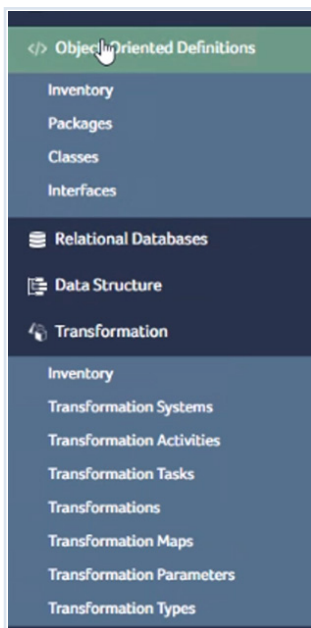 Object Oriented Definitions
Inventory
Packages
Classes
Interfaces
Relational Databases
Data Structure
Transformation
Inventory
Transformation Systems
Transformation Activities
Transformation Tasks
Transformations
Transformation Maps
Transformation Parameters
Transformation Types